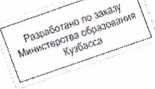 Разработано по заказу
Министерства образования
Кузбасса